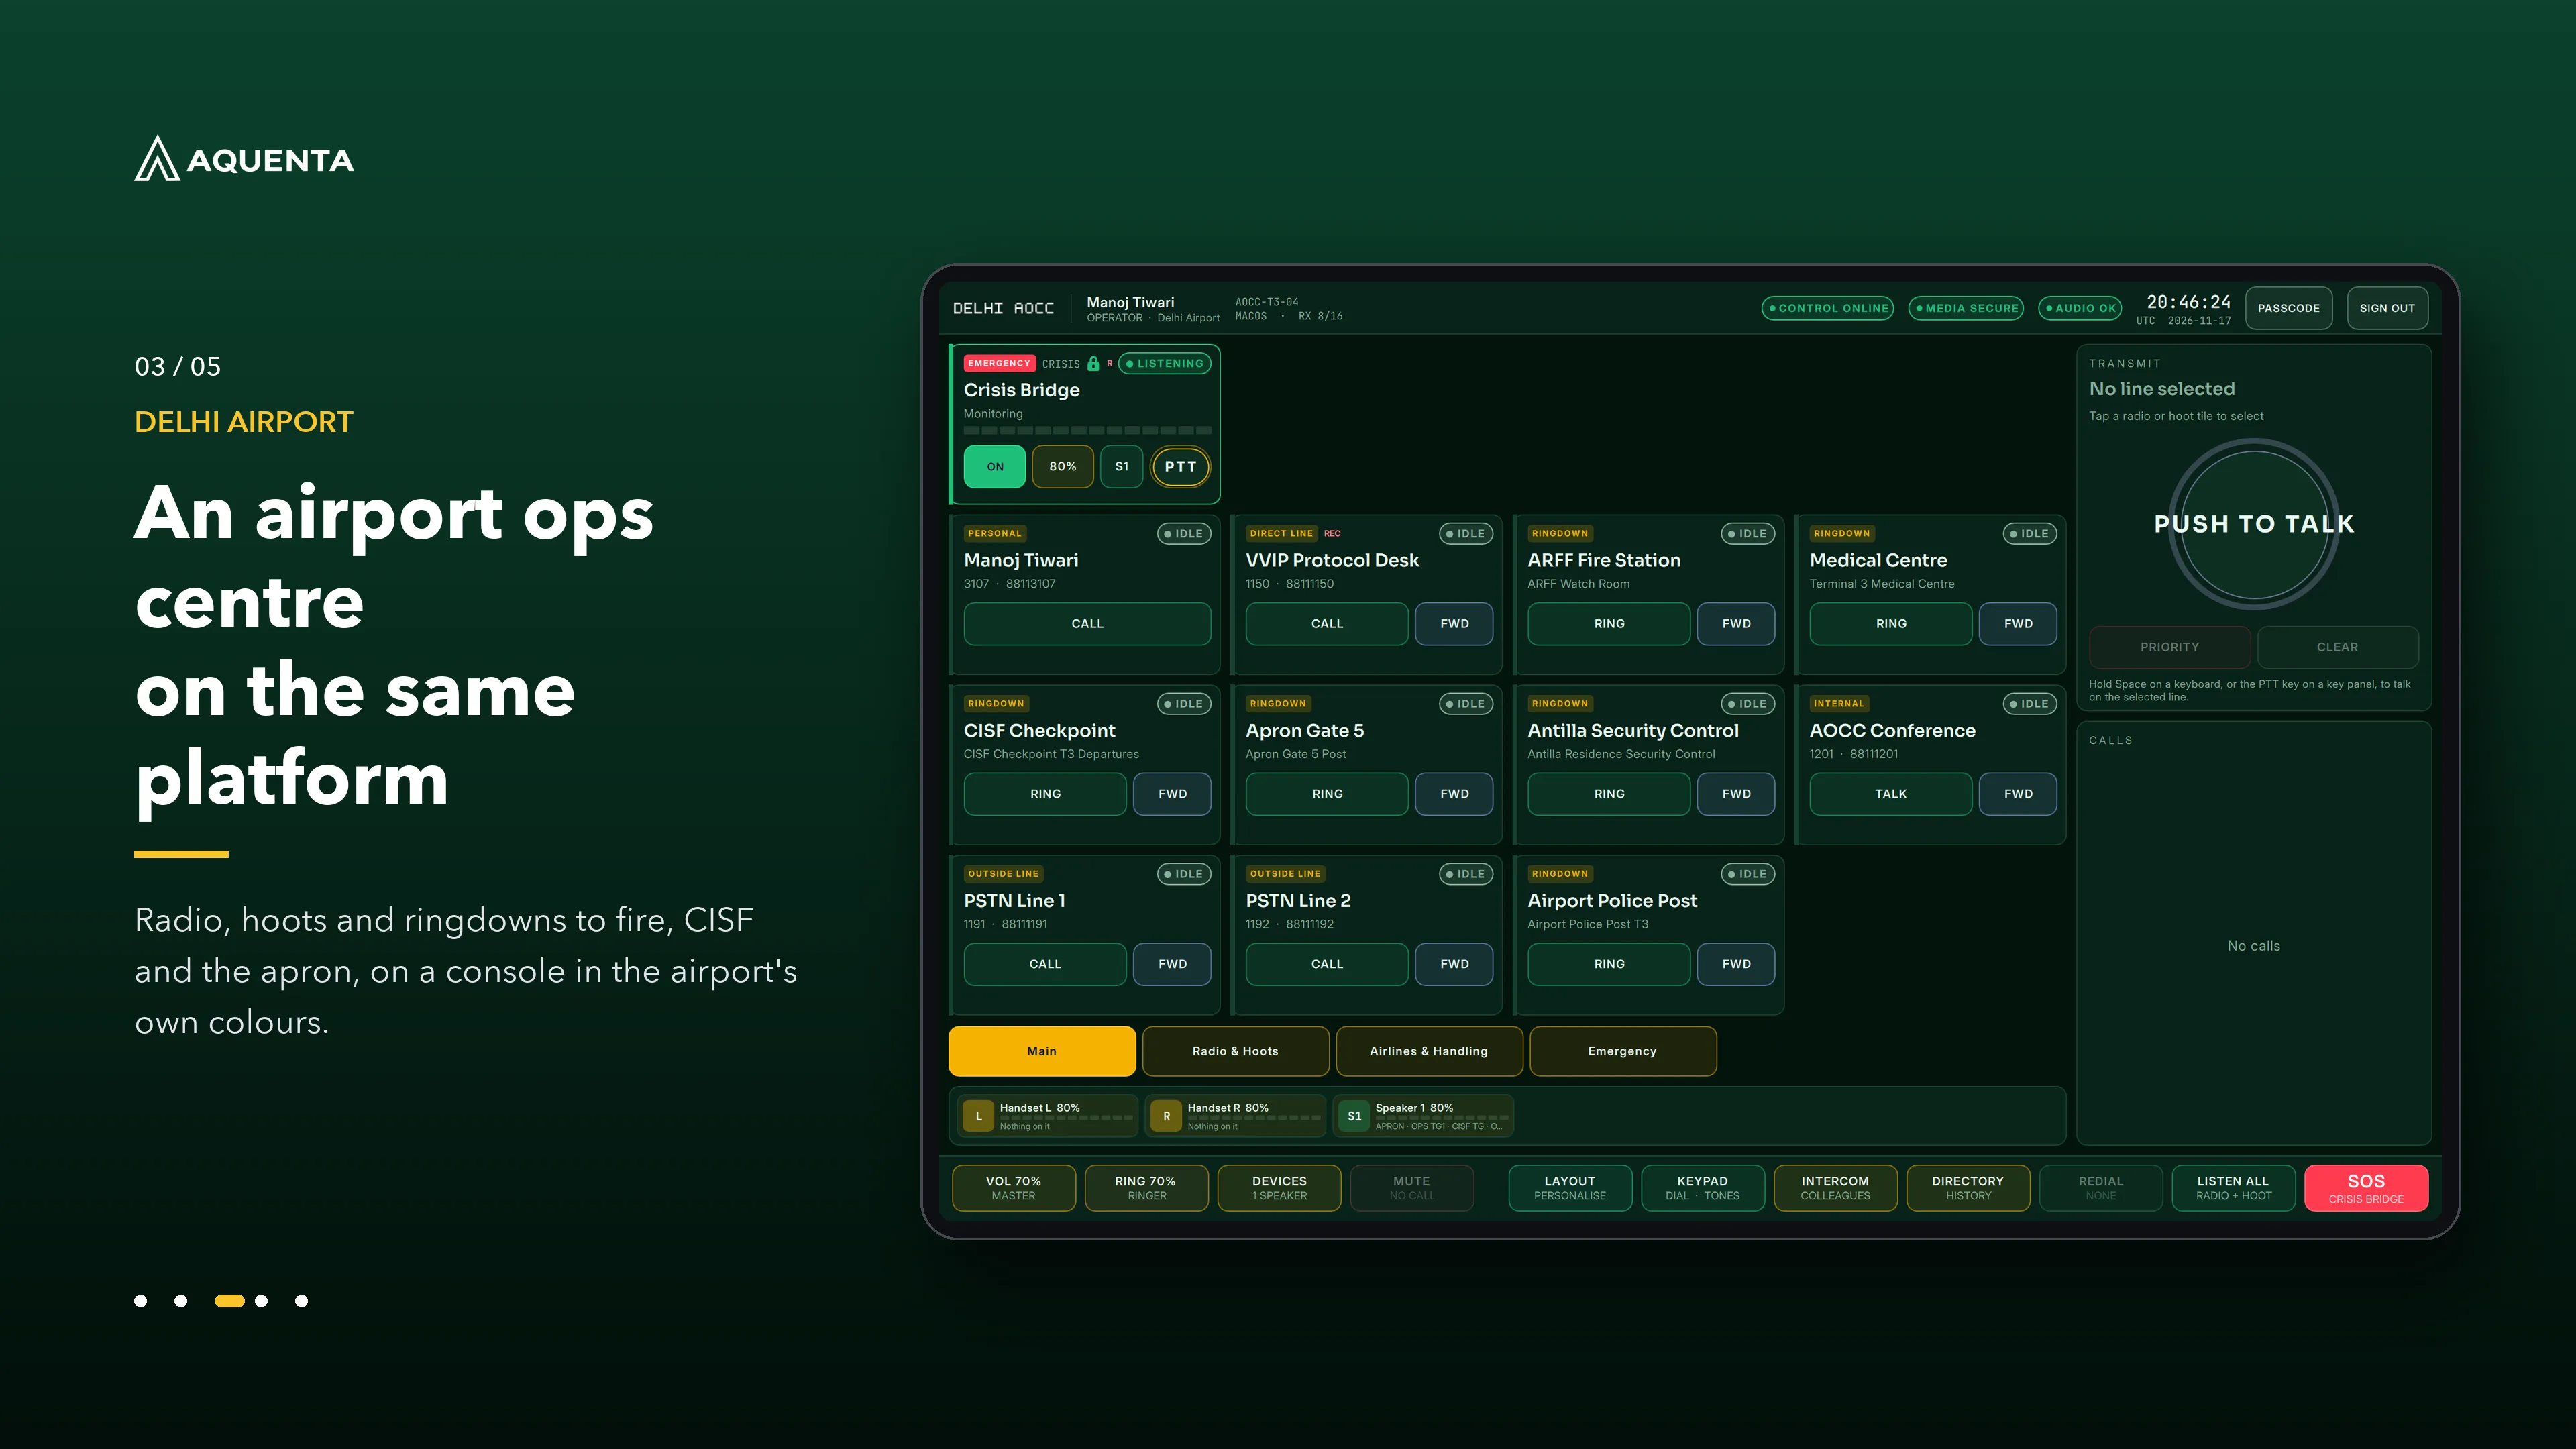 AQUENTA
03 / 05
DELHI AIRPORT
An airport ops
centre
on the same
platform
Radio, hoots and ringdowns to fire, CISF
and the apron, on a console in the airport's
own colours.
DELHI AOCC
Manoj Tiwari
OPERATOR · Delhi Airport
AOCC-T3-04
MACOS · RX 8/16
CONTROL ONLINE
MEDIA SECURE
AUDIO OK
20:46:24
UTC 2026-11-17
PASSCODE
SIGN OUT
EMERGENCY CRISIS R LISTENING
Crisis Bridge
Monitoring
ON 80% S1 PTT
PERSONAL IDLE
Manoj Tiwari
3107 · 88113107
CALL
DIRECT LINE REC IDLE
VVIP Protocol Desk
1150 · 88111150
CALL FWD
RINGDOWN IDLE
ARFF Fire Station
ARFF Watch Room
RING FWD
RINGDOWN IDLE
Medical Centre
Terminal 3 Medical Centre
RING FWD
RINGDOWN IDLE
CISF Checkpoint
CISF Checkpoint T3 Departures
RING FWD
RINGDOWN IDLE
Apron Gate 5
Apron Gate 5 Post
RING FWD
RINGDOWN IDLE
Antilla Security Control
Antilla Residence Security Control
RING FWD
INTERNAL IDLE
AOCC Conference
1201 · 88111201
TALK FWD
OUTSIDE LINE IDLE
PSTN Line 1
1191 · 88111191
CALL FWD
OUTSIDE LINE IDLE
PSTN Line 2
1192 · 88111192
CALL FWD
RINGDOWN IDLE
Airport Police Post
Airport Police Post T3
RING FWD
Main
Radio & Hoots
Airlines & Handling
Emergency
L Handset L 80%
Nothing on it
R Handset R 80%
Nothing on it
S1 Speaker 1 80%
APRON · OPS TG1 · CISF TG · O...
TRANSMIT
No line selected
Tap a radio or hoot tile to select
PUSH TO TALK
PRIORITY
CLEAR
Hold Space on a keyboard, or the PTT key on a key panel, to talk
on the selected line.
CALLS
No calls
VOL 70%
MASTER
RING 70%
RINGER
DEVICES
1 SPEAKER
MUTE
NO CALL
LAYOUT
PERSONALISE
KEYPAD
DIAL · TONES
INTERCOM
COLLEAGUES
DIRECTORY
HISTORY
REDIAL
NONE
LISTEN ALL
RADIO + HOOT
SOS
CRISIS BRIDGE